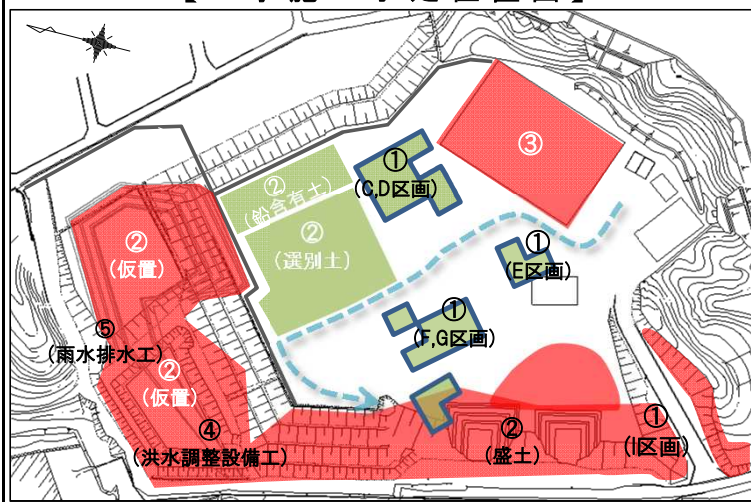 ③
①
(C,D区画)
②
(鉛含有土)
②
(選別土)
②
(仮置)
①
(E区画)
①
(F,G区画)
⑤
(雨水排水工)
②
(仮置)
④
(洪水調整設備工)
②
(盛土)
①
(I区画)